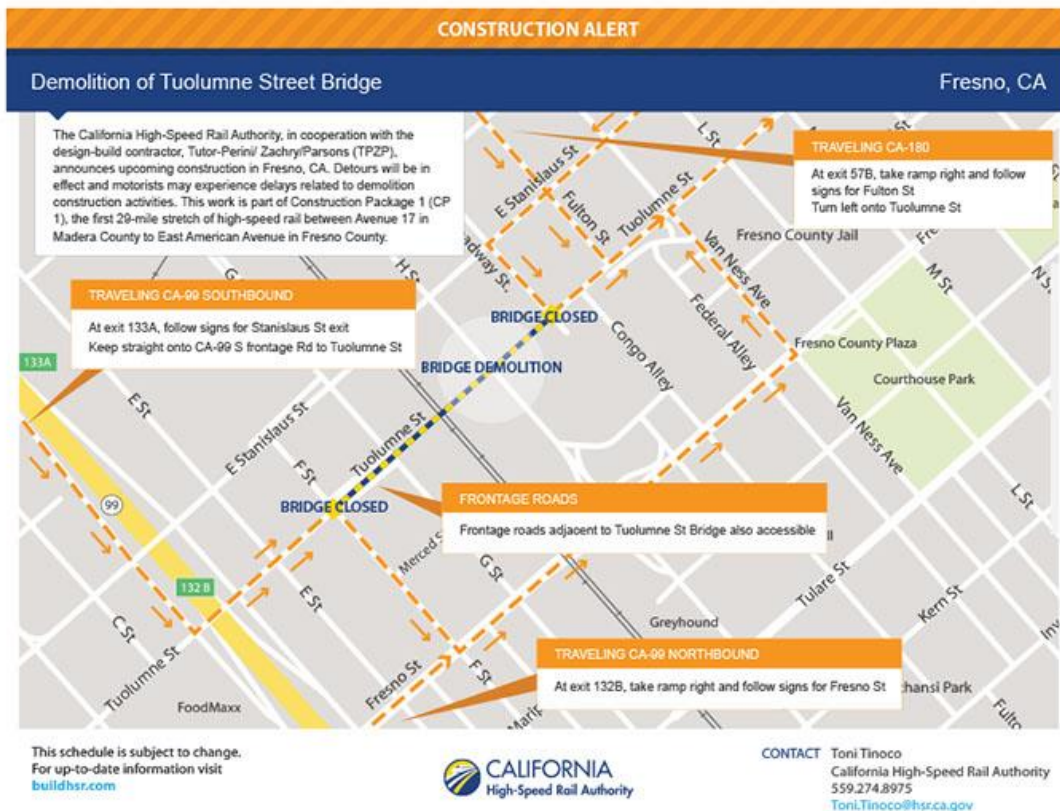 CONSTRUCTION ALERT
Demolition of Tuolumne Street Bridge
Fresno, CA
The California High-Speed Rail Authority, in cooperation with the
design-build contractor, Tutor-Perini/ Zachry/Parsons (TPZP),
announces upcoming construction in Fresno, CA. Detours will be in
effect and motorists may experience delays related to demolition
construction activities. This work is part of Construction Package 1 (CP
1), the first 29-mile stretch of high-speed rail between Avenue 17 in
Madera County to East American Avenue in Fresno County.
TRAVELING CA-180
At exit 57B, take ramp right and follow
signs for Fulton St
Turn left onto Tuolumne St
L St
E Stanislaus St
Fulton St
Tuolumne St
Van Ness Ave
Fresno County Jail
M St
N St
H St
G
TRAVELING CA-99 SOUTHBOUND
At exit 133A, follow signs for Stanislaus St exit
Keep straight onto CA-99 S frontage Rd to Tuolumne St
BRIDGE CLOSED
BRIDGE DEMOLITION
Congo Alley
Federal Alley
Fresno County Plaza
Courthouse Park
Van Ness Ave
133A
E St
E Stanislaus St
F St
Tuolumne St
BRIDGE CLOSED
99
FRONTAGE ROADS
Frontage roads adjacent to Tuolumne St Bridge also accessible
L St
Merced
G St
132 B
E St
C St
Tulare St
Kern St
Greyhound
Tuolumne St
Fresno St
F St
FoodMaxx
TRAVELING CA-99 NORTHBOUND
At exit 132B, take ramp right and follow signs for Fresno St
Park
This schedule is subject to change.
For up-to-date information visit
buildhsr.com
CALIFORNIA
High-Speed Rail Authority
CONTACT Toni Tinoco
California High-Speed Rail Authority
559.274.8975
Toni.Tinoco@hsr.ca.gov